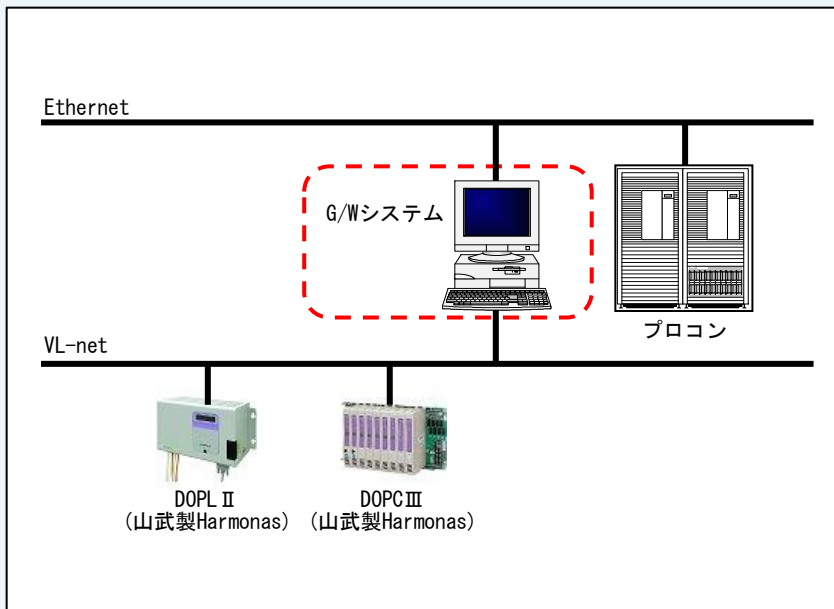 Ethernet
G/Wシステム
プロコン
VL-net
DOPLⅡ
(山武製Harmonas)
DOPCⅢ
(山武製Harmonas)